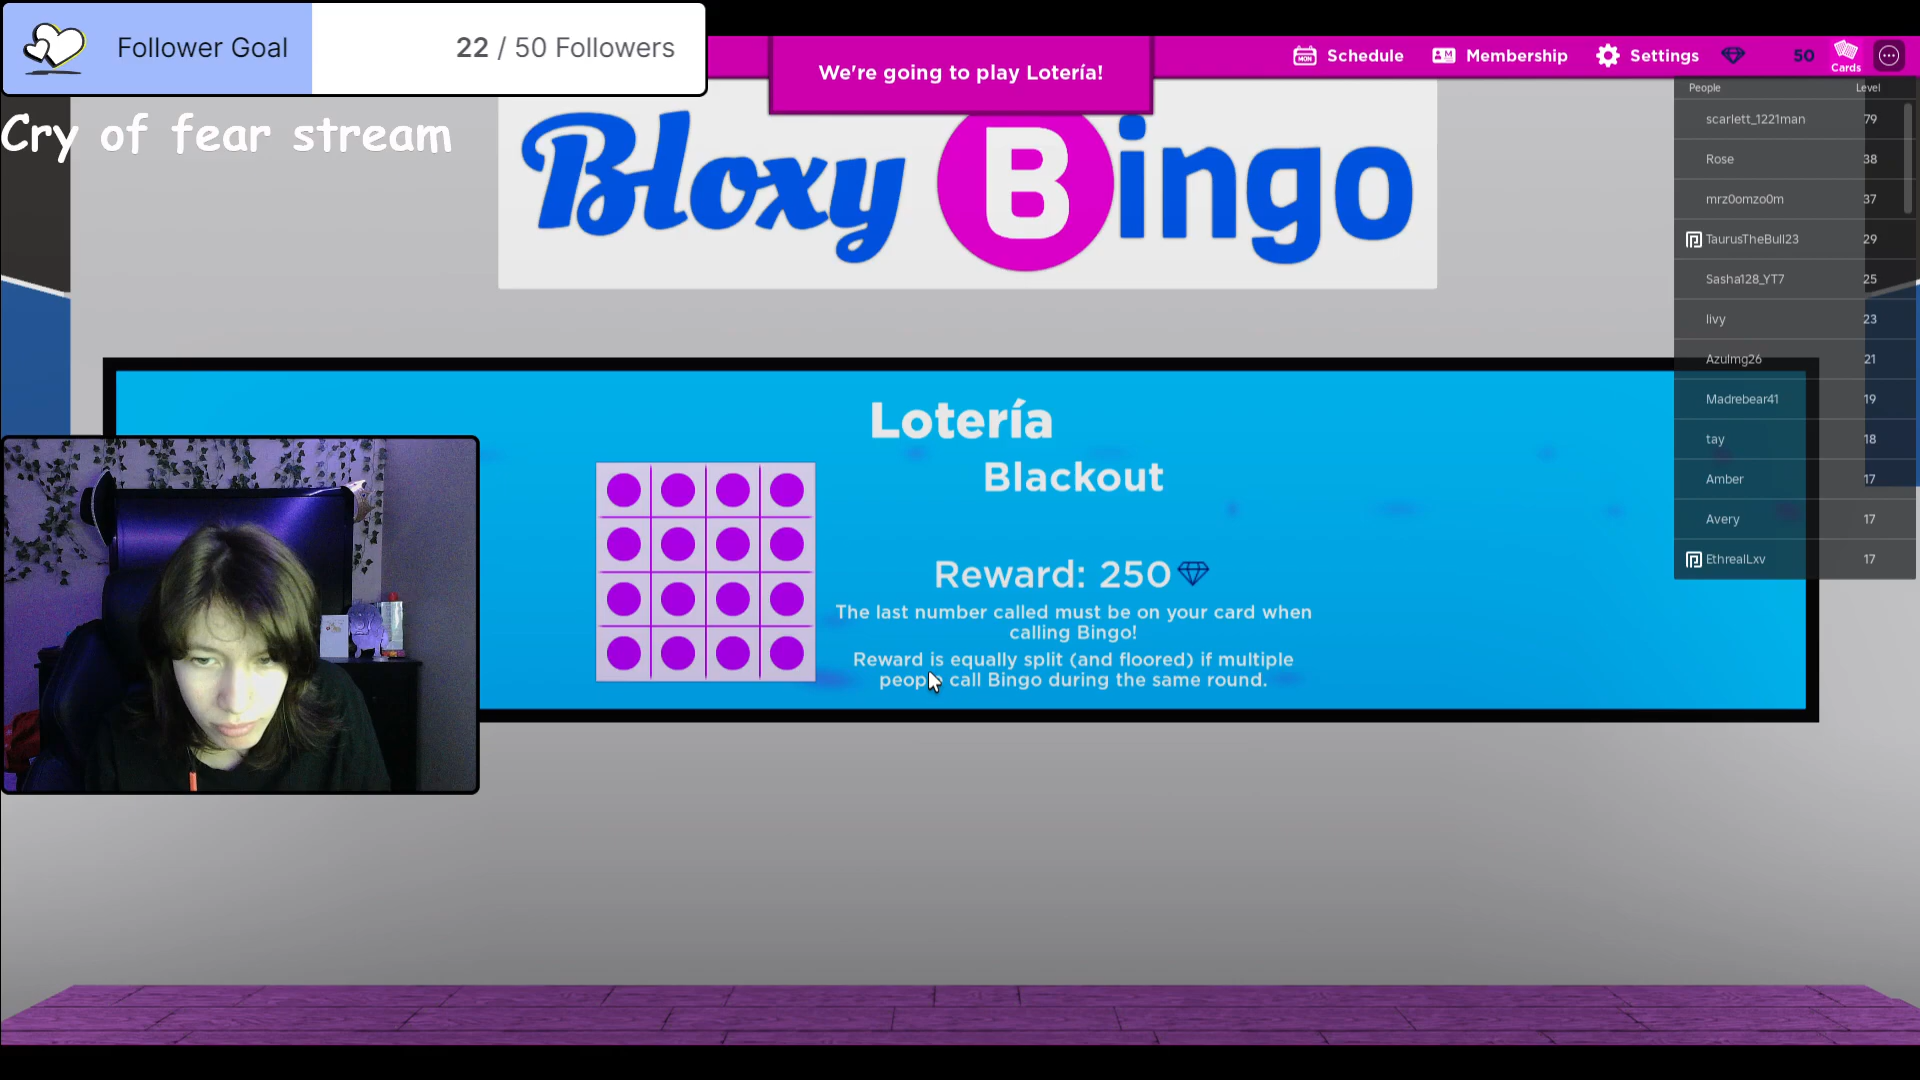 Follower Goal
22 / 50 Followers
We're going to play Lotería!
Schedule
Membership
Settings
50
Cards
Cry of fear stream
Bloxy Bingo
People Level
scarlett_1221man 79
Rose 38
mrz0omzo0m 37
TaurusTheBull23 29
Sasha128_YT7 25
livy 23
Azulmg26 21
Madrebear41 19
tay 18
Amber 17
Avery 17
EthrealLxv 17
Lotería
Blackout
Reward: 250
The last number called must be on your card when
calling Bingo!
Reward is equally split (and floored) if multiple
people call Bingo during the same round.